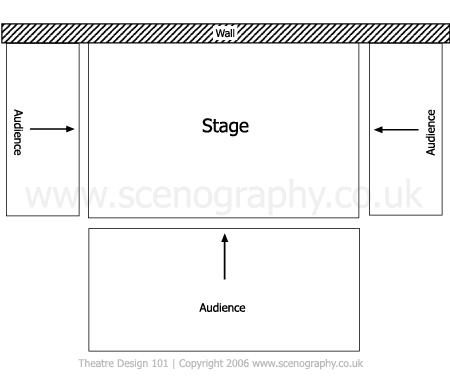 Wall
Audience
Stage
Audience
www.scenography.co.uk
Audience
Theatre Design 101 | Copyright 2006 www.scenography.co.uk